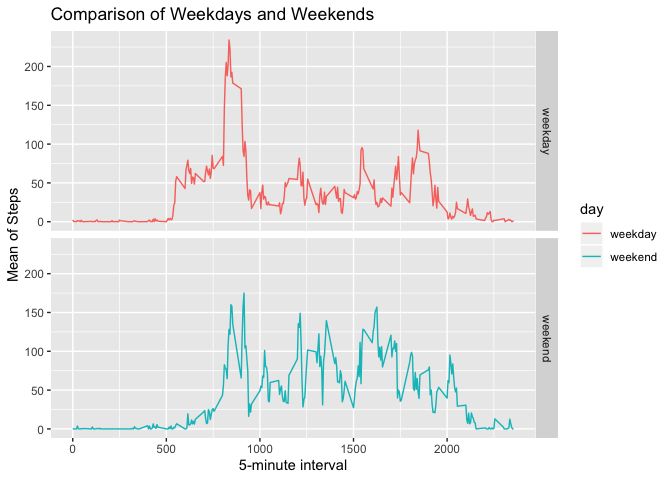 Comparison of Weekdays and Weekends
200
150
100
50
0
weekday
200
150
100
50
0
weekend
Mean of Steps
0 500 1000 1500 2000
5-minute interval
day
weekday
weekend